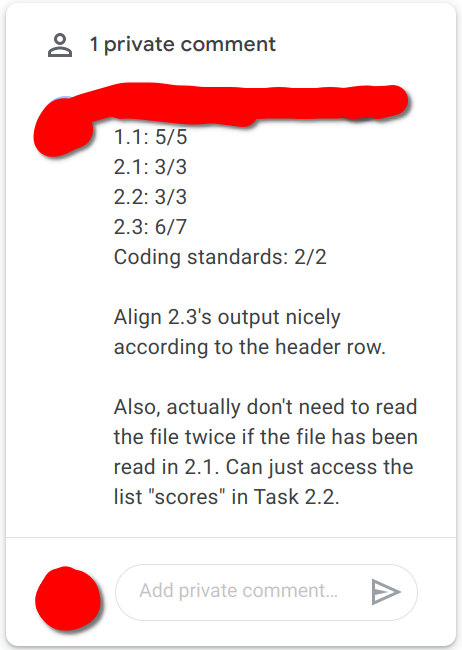 1 private comment
1.1: 5/5
2.1: 3/3
2.2: 3/3
2.3: 6/7
Coding standards: 2/2
Align 2.3's output nicely
according to the header row.
Also, actually don't need to read
the file twice if the file has been
read in 2.1. Can just access the
list "scores" in Task 2.2.
Add private comment...